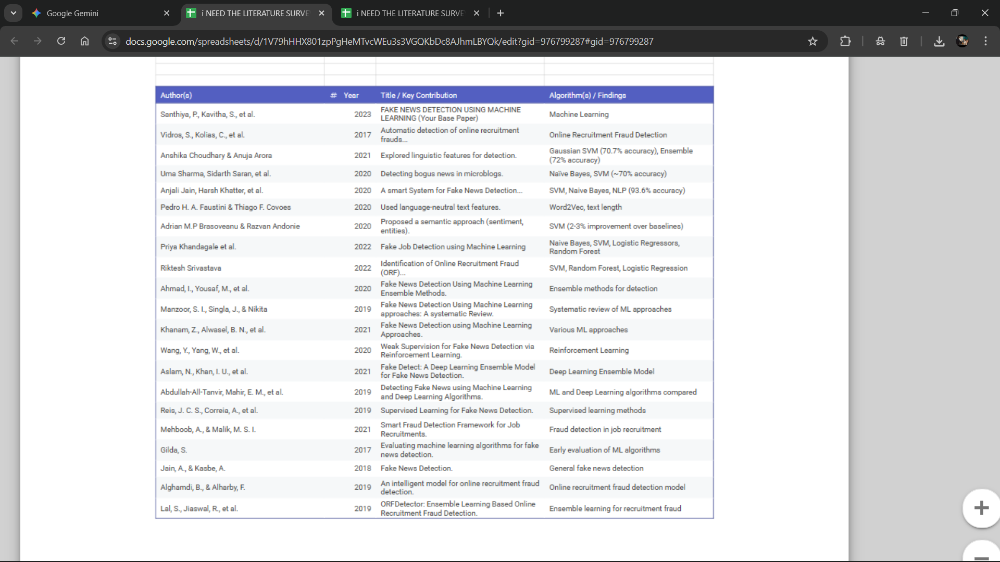 Google Gemini
i NEED THE LITERATURE SURVE
i NEED THE LITERATURE SURVE
docs.google.com/spreadsheets/d/1V79hHHX801zpPgHeMTvcWEu3s3VGQKbDc8AJhmLBYQk/edit?gid=976799287#gid=976799287
Author(s) # Year Title / Key Contribution Algorithm(s) / Findings
Santhiya, P., Kavitha, S., et al. 2023 FAKE NEWS DETECTION USING MACHINE
LEARNING (Your Base Paper) Machine Learning
Vidros, S., Kolias, C., et al. 2017 Automatic detection of online recruitment
frauds... Online Recruitment Fraud Detection
Anshika Choudhary & Anuja Arora 2021 Explored linguistic features for detection. Gaussian SVM (70.7% accuracy), Ensemble
(72% accuracy)
Uma Sharma, Sidarth Saran, et al. 2020 Detecting bogus news in microblogs. Naïve Bayes, SVM (~70% accuracy)
Anjali Jain, Harsh Khatter, et al. 2020 A smart System for Fake News Detection... SVM, Naive Bayes, NLP (93.6% accuracy)
Pedro H. A. Faustini & Thiago F. Covoes 2020 Used language-neutral text features. Word2Vec, text length
Adrian M.P Brasoveanu & Razvan Andonie 2020 Proposed a semantic approach (sentiment,
entities). SVM (2-3% improvement over baselines)
Priya Khandagale et al. 2022 Fake Job Detection using Machine Learning Naive Bayes, SVM, Logistic Regressors,
Random Forest
Riktesh Srivastava 2022 Identification of Online Recruitment Fraud
(ORF)... SVM, Random Forest, Logistic Regression
Ahmad, I., Yousaf, M., et al. 2020 Fake News Detection Using Machine Learning
Ensemble Methods. Ensemble methods for detection
Manzoor, S. I., Singla, J., & Nikita 2019 Fake News Detection Using Machine Learning
approaches: A systematic Review. Systematic review of ML approaches
Khanam, Z., Alwasel, B. N., et al. 2021 Fake News Detection using Machine Learning
Approaches. Various ML approaches
Wang, Y., Yang, W., et al. 2020 Weak Supervision for Fake News Detection via
Reinforcement Learning. Reinforcement Learning
Aslam, N., Khan, I. U., et al. 2021 Fake Detect: A Deep Learning Ensemble Model
for Fake News Detection. Deep Learning Ensemble Model
Abdullah-All-Tanvir, Mahir, E. M., et al. 2019 Detecting Fake News using Machine Learning
and Deep Learning Algorithms. ML and Deep Learning algorithms compared
Reis, J. C. S., Correia, A., et al. 2019 Supervised Learning for Fake News Detection. Supervised learning methods
Mehboob, A., & Malik, M. S. I. 2021 Smart Fraud Detection Framework for Job
Recruitments. Fraud detection in job recruitment
Gilda, S. 2017 Evaluating machine learning algorithms for fake
news detection. Early evaluation of ML algorithms
Jain, A., & Kasbe, A. 2018 Fake News Detection. General fake news detection
Alghamdi, B., & Alharby, F. 2019 An intelligent model for online recruitment fraud
detection. Online recruitment fraud detection model
Lal, S., Jiaswal, R., et al. 2019 ORFDetector: Ensemble Learning Based Online
Recruitment Fraud Detection. Ensemble learning for recruitment fraud